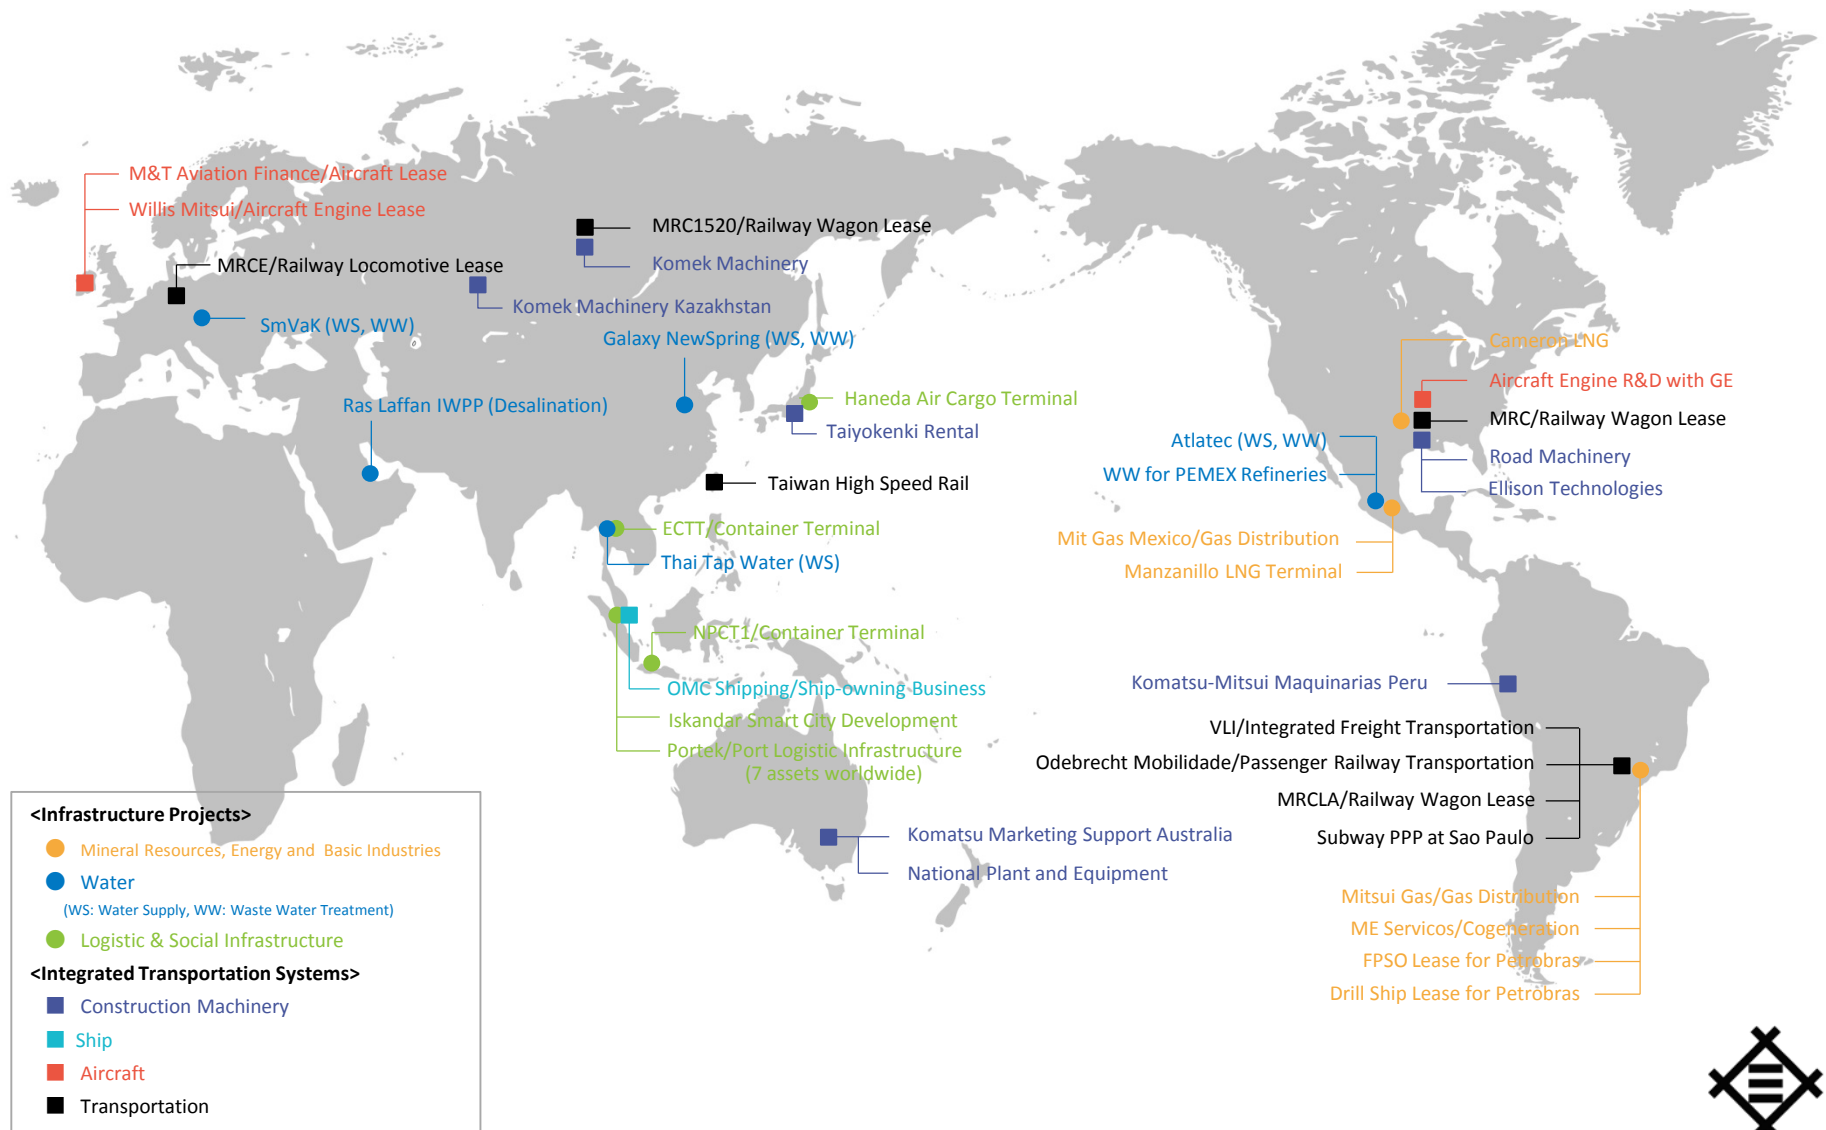 M&T Aviation Finance/Aircraft Lease
Willis Mitsui/Aircraft Engine Lease
MRC1520/Railway Wagon Lease
MRCE/Railway Locomotive Lease
Komek Machinery
Komek Machinery Kazakhstan
SmVaK (WS, WW)
Galaxy NewSpring (WS, WW)
Cameron LNG
Aircraft Engine R&D with GE
Haneda Air Cargo Terminal
Ras Laffan IWPP (Desalination)
MRC/Railway Wagon Lease
Taiyokenki Rental
Atlatec (WS, WW)
Road Machinery
WW for PEMEX Refineries
Taiwan High Speed Rail
Ellison Technologies
ECTT/Container Terminal
Mit Gas Mexico/Gas Distribution
Thai Tap Water (WS)
Manzanillo LNG Terminal
NPCT1/Container Terminal
Komatsu-Mitsui Maquinarias Peru
OMC Shipping/Ship-owning Business
Iskandar Smart City Development
VLI/Integrated Freight Transportation
Portek/Port Logistic Infrastructure
(7 assets worldwide)
Odebrecht Mobilidade/Passenger Railway Transportation
MRCLA/Railway Wagon Lease
Komatsu Marketing Support Australia
Subway PPP at Sao Paulo
National Plant and Equipment
Mitsui Gas/Gas Distribution
ME Servicos/Cogeneration
FPSO Lease for Petrobras
Drill Ship Lease for Petrobras
<Infrastructure Projects>
Mineral Resources, Energy and Basic Industries
Water
(WS: Water Supply, WW: Waste Water Treatment)
Logistic & Social Infrastructure
<Integrated Transportation Systems>
Construction Machinery
Ship
Aircraft
Transportation